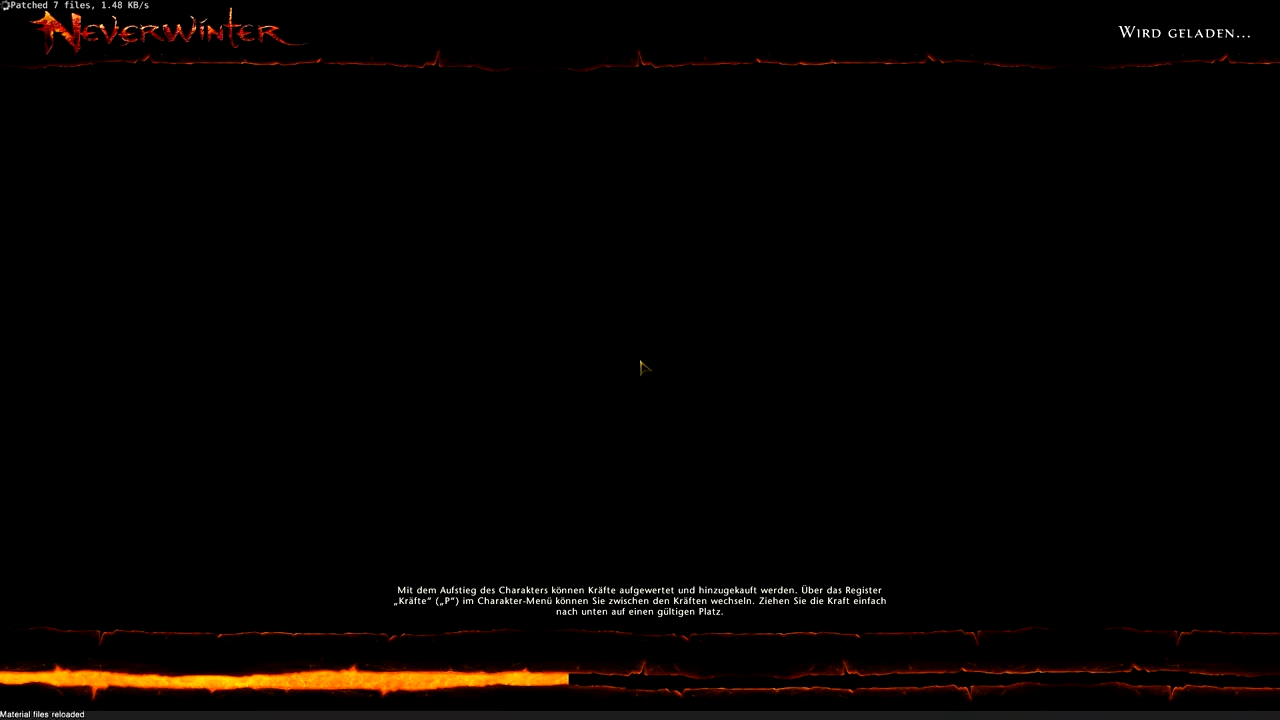 Patched 7 files, 1.48 KB/s
Neverwinter
Wird geladen...
Mit dem Aufstieg des Charakters können Kräfte aufgewertet und hinzugekauft werden. Über das Register
„Kräfte“ („P“) im Charakter-Menü können Sie zwischen den Kräften wechseln. Ziehen Sie die Kraft einfach
nach unten auf einen gültigen Platz.
Material files reloaded